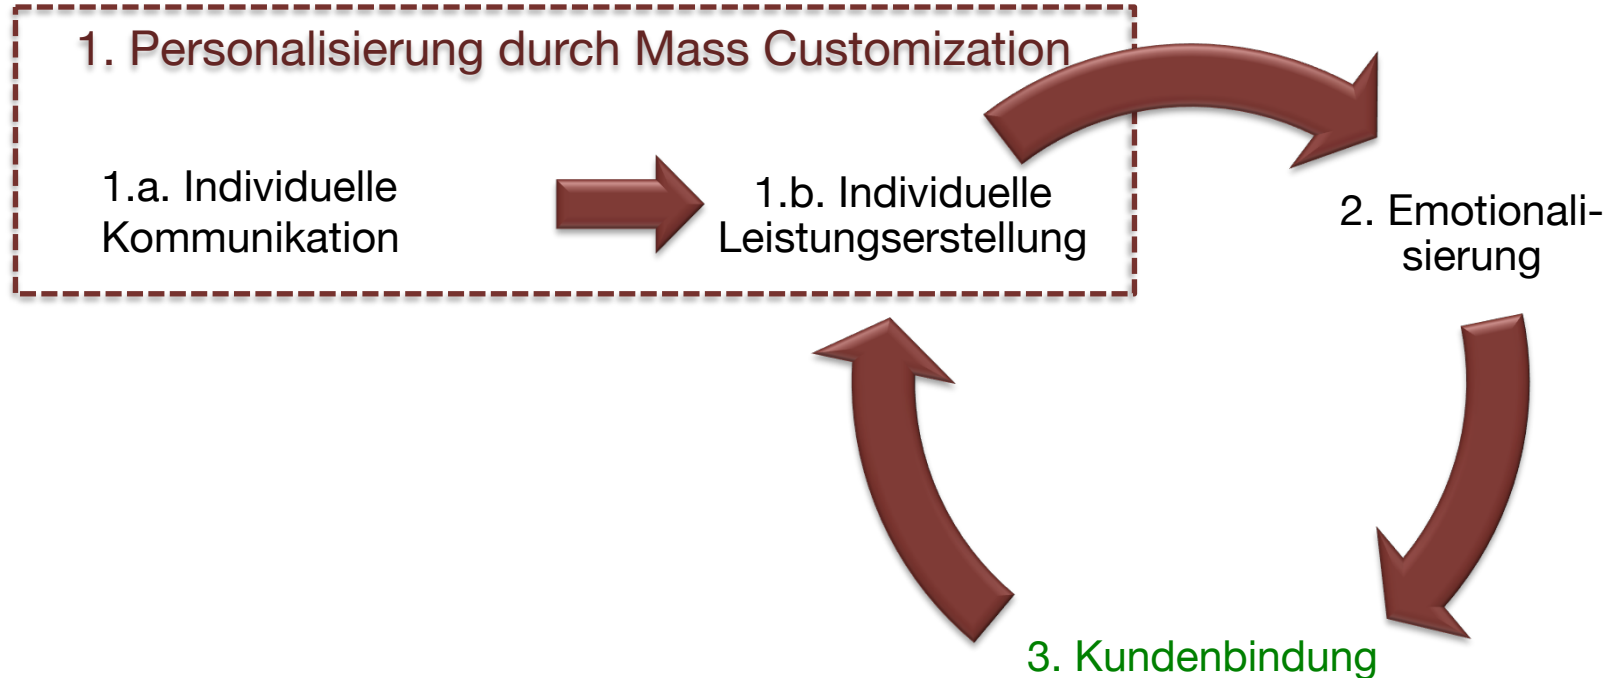 1. Personalisierung durch Mass Customization
1.a. Individuelle
Kommunikation
1.b. Individuelle
Leistungserstellung
2. Emotionali-
sierung
3. Kundenbindung